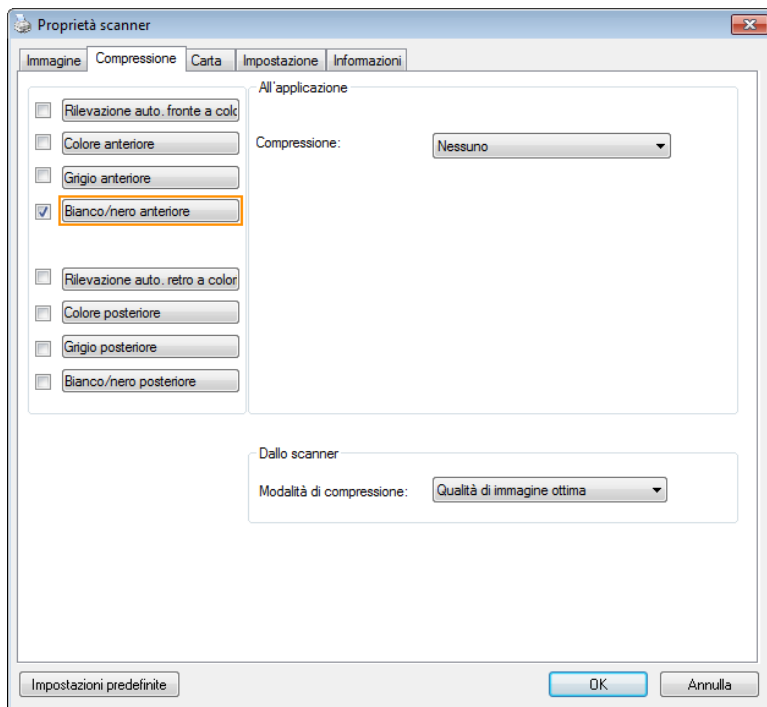 Proprietà scanner
Immagine Compressione Carta Impostazione Informazioni
All'applicazione
Rilevazione auto. fronte a colo
Colore anteriore
Compressione: Nessuno
Grigio anteriore
Bianco/nero anteriore
Rilevazione auto. retro a color
Colore posteriore
Grigio posteriore
Bianco/nero posteriore
Dallo scanner
Modalità di compressione: Qualità di immagine ottima
Impostazioni predefinite OK Annulla